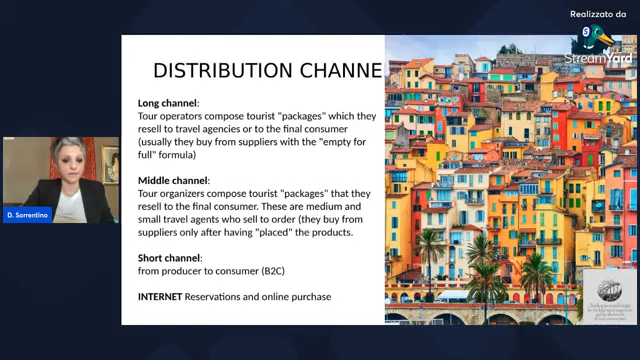 Realizzato da
StreamYard
DISTRIBUTION CHANNE
Long channel:
Tour operators compose tourist "packages" which they
resell to travel agencies or to the final consumer
(usually they buy from suppliers with the "empty for
full" formula)
Middle channel:
Tour organizers compose tourist "packages" that they
resell to the final consumer. These are medium and
small travel agents who sell to order (they buy from
suppliers only after having "placed" the products.
Short channel:
from producer to consumer (B2C)
INTERNET Reservations and online purchase
D. Sorrentino